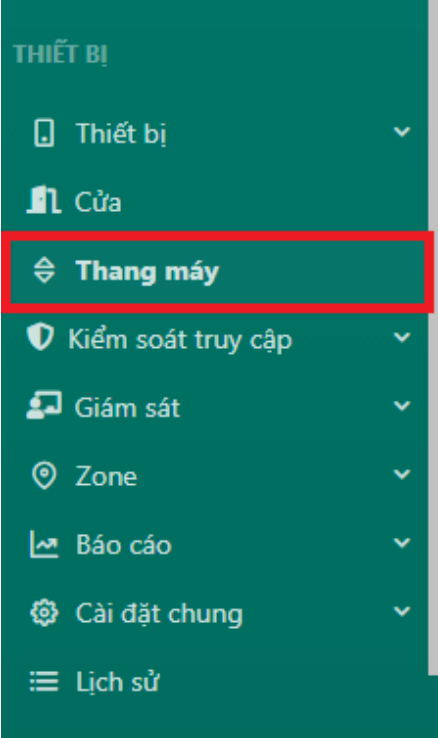 THIẾT BỊ
Thiết bị
Cửa
Thang máy
Kiểm soát truy cập
Giám sát
Zone
Báo cáo
Cài đặt chung
Lịch sử